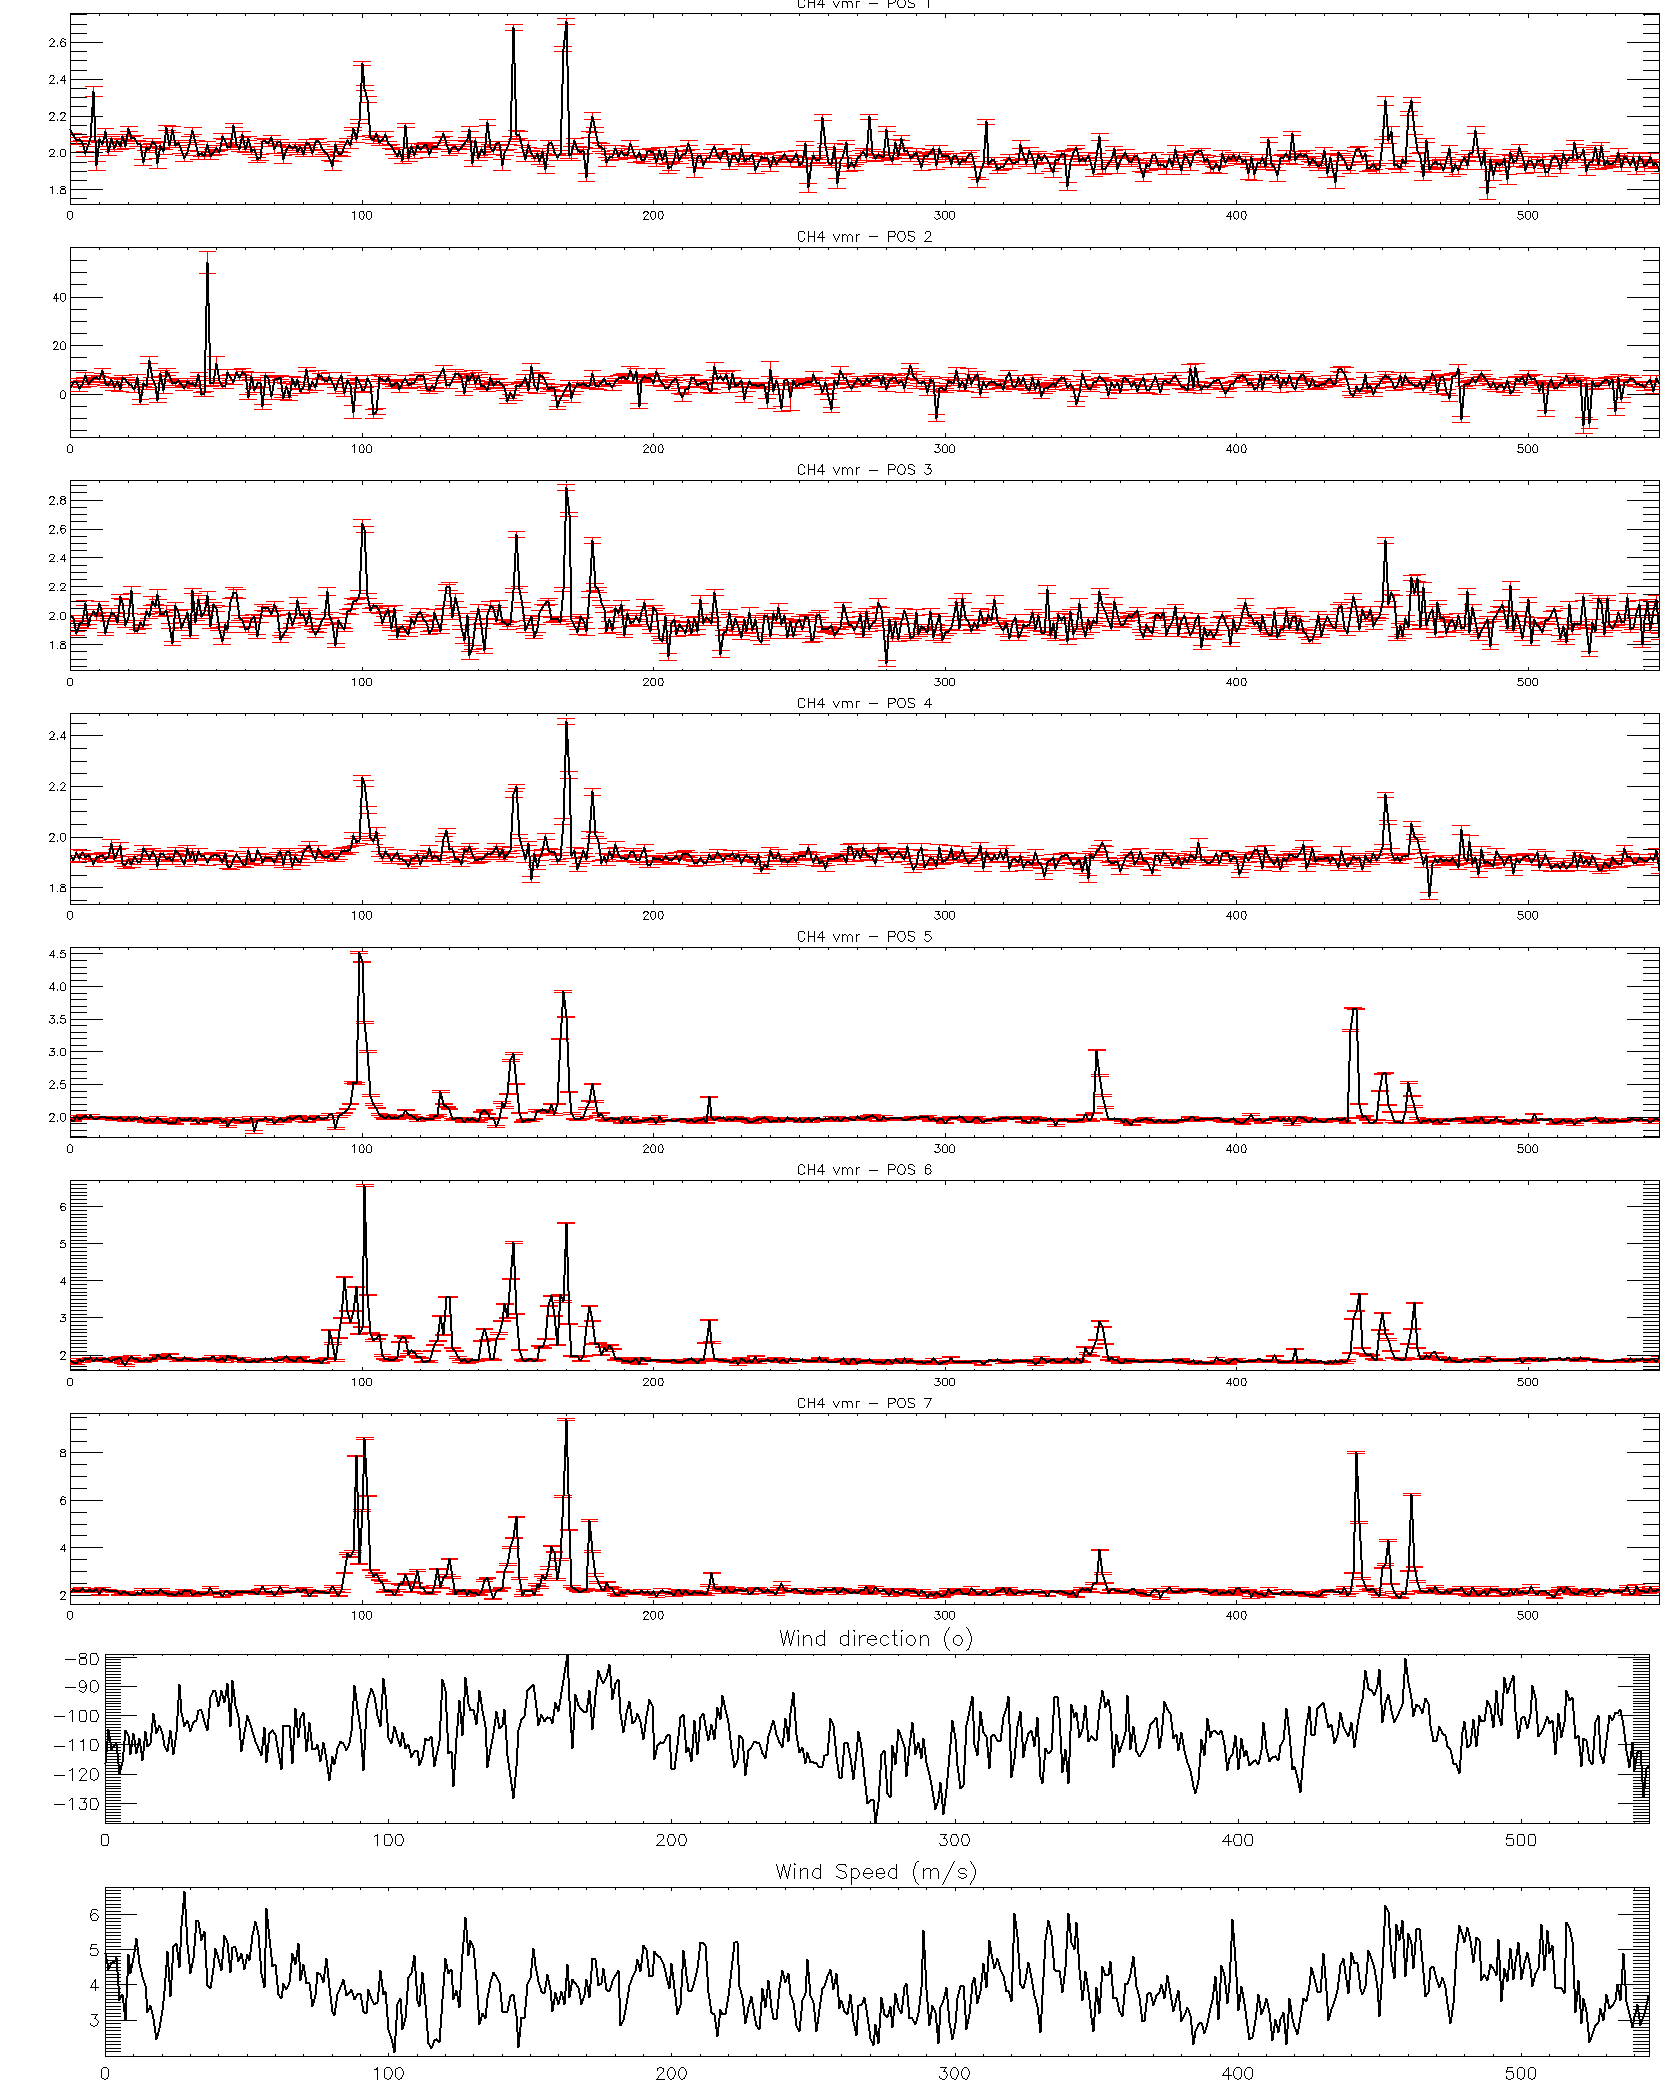 CH4 vmr – POS 1
2.6
2.4
2.2
2.0
1.8
0 100 200 300 400 500
CH4 vmr – POS 2
40
20
0
0 100 200 300 400 500
CH4 vmr – POS 3
2.8
2.6
2.4
2.2
2.0
1.8
0 100 200 300 400 500
CH4 vmr – POS 4
2.4
2.2
2.0
1.8
0 100 200 300 400 500
CH4 vmr – POS 5
4.5
4.0
3.5
3.0
2.5
2.0
0 100 200 300 400 500
CH4 vmr – POS 6
6
5
4
3
2
0 100 200 300 400 500
CH4 vmr – POS 7
8
6
4
2
0 100 200 300 400 500
Wind direction (o)
−80
−90
−100
−110
−120
−130
0 100 200 300 400 500
Wind Speed (m/s)
6
5
4
3
0 100 200 300 400 500